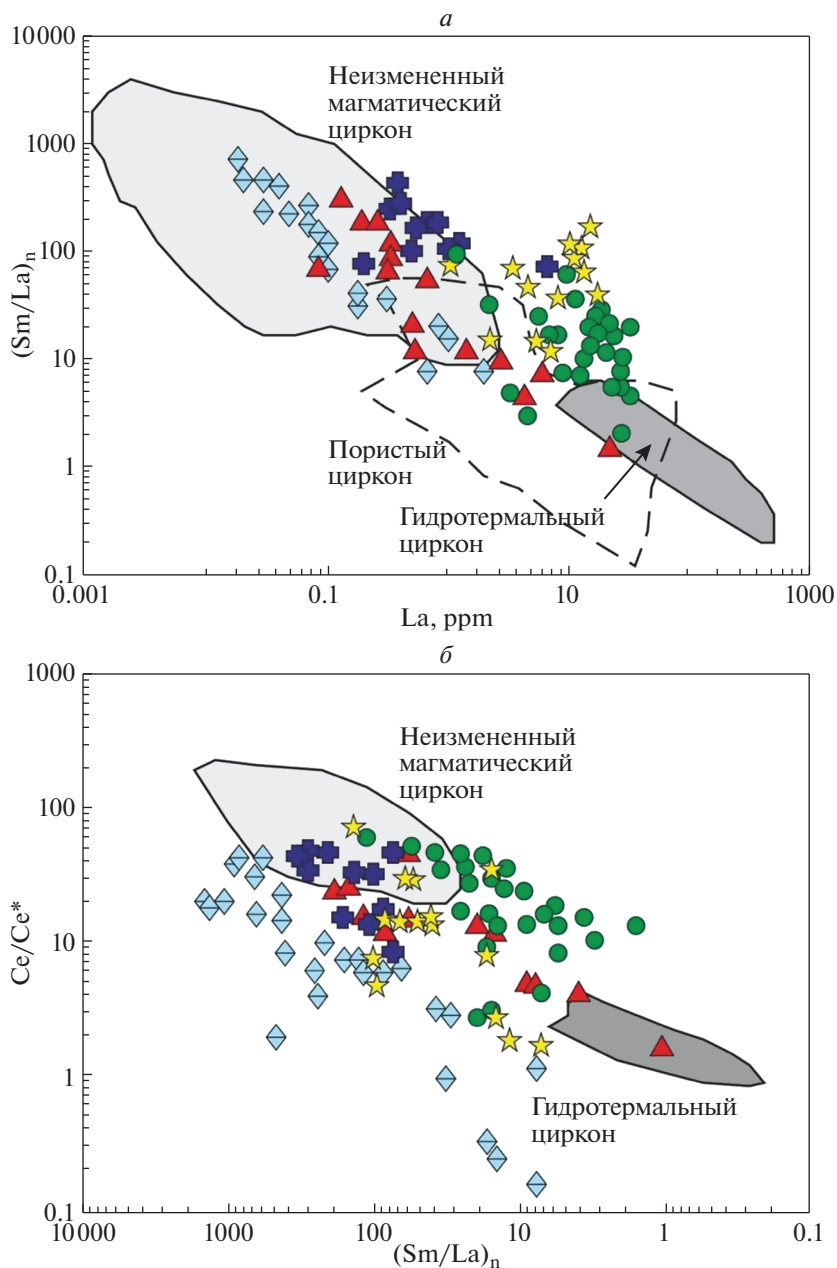 а
10000
1000
100
10
1
0.1
(Sm/La)n
Неизмененный
магматический
циркон
Пористый
циркон
Гидротермальный
циркон
0.001
0.1
10
1000
La, ppm
б
1000
100
10
1
0.1
Ce/Ce*
Неизмененный
магматический
циркон
Гидротермальный
циркон
10000
1000
100
10
1
0.1
(Sm/La)n